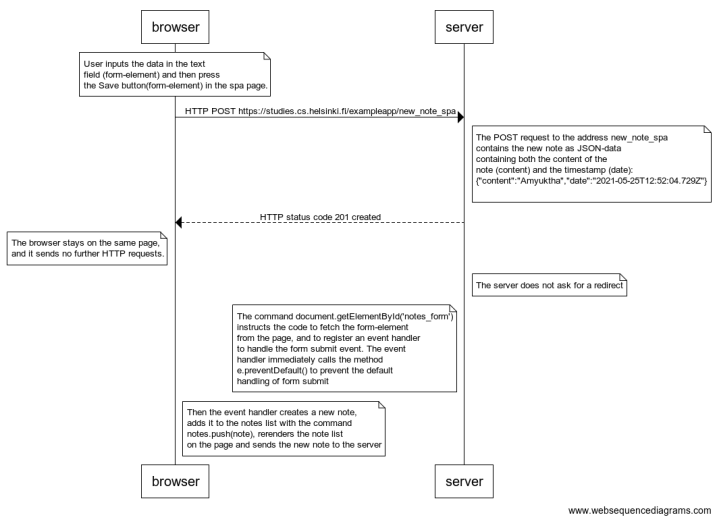 browser
server
User inputs the data in the text
field (form-element) and then press
the Save button(form-element) in the spa page.
HTTP POST https://studies.cs.helsinki.fi/exampleapp/new_note_spa
The POST request to the address new_note_spa
contains the new note as JSON-data
containing both the content of the
note (content) and the timestamp (date):
{"content":"Amyuktha","date":"2021-05-25T12:52:04.729Z"}
HTTP status code 201 created
The browser stays on the same page,
and it sends no further HTTP requests.
The server does not ask for a redirect
The command document.getElementById('notes_form')
instructs the code to fetch the form-element
from the page, and to register an event handler
to handle the form submit event. The event
handler immediately calls the method
e.preventDefault() to prevent the default
handling of form submit
Then the event handler creates a new note,
adds it to the notes list with the command
notes.push(note), rerenders the note list
on the page and sends the new note to the server
browser
server
www.websequencediagrams.com